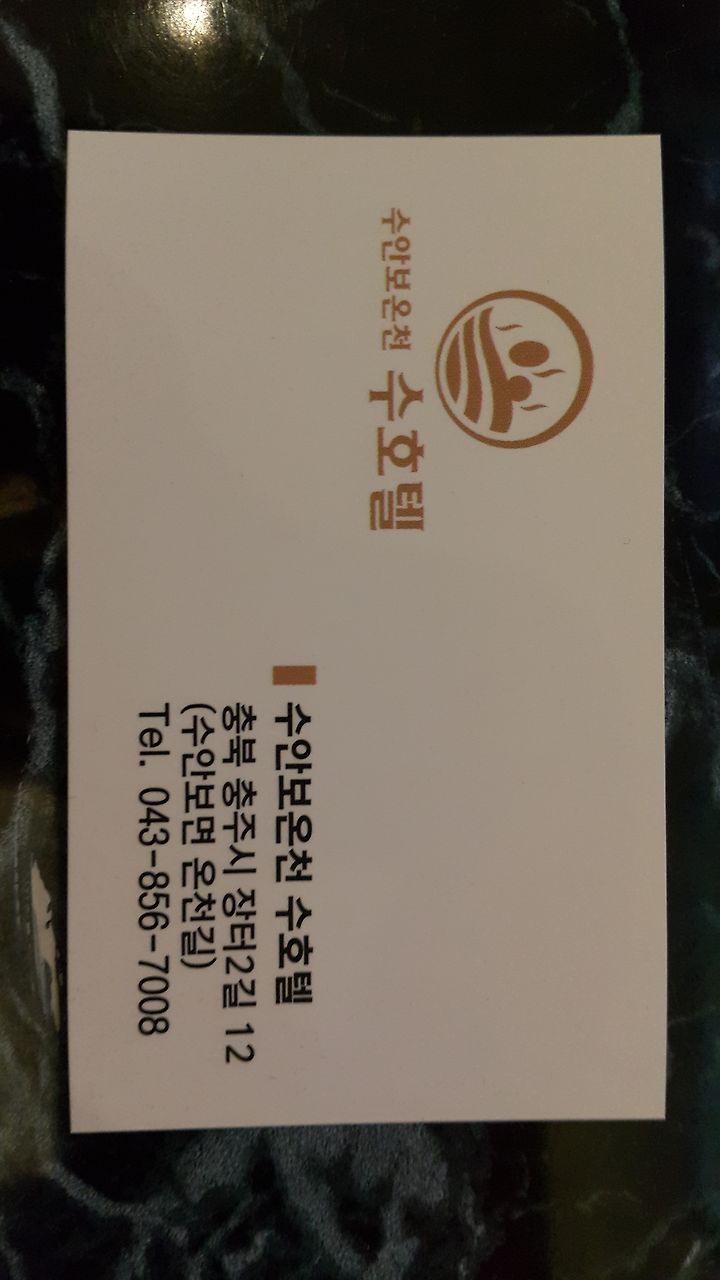 수안보온천 수호텔
수안보온천 수호텔
충북 충주시 장터2길 12
(수안보면 온천길)
Tel. 043-856-7008